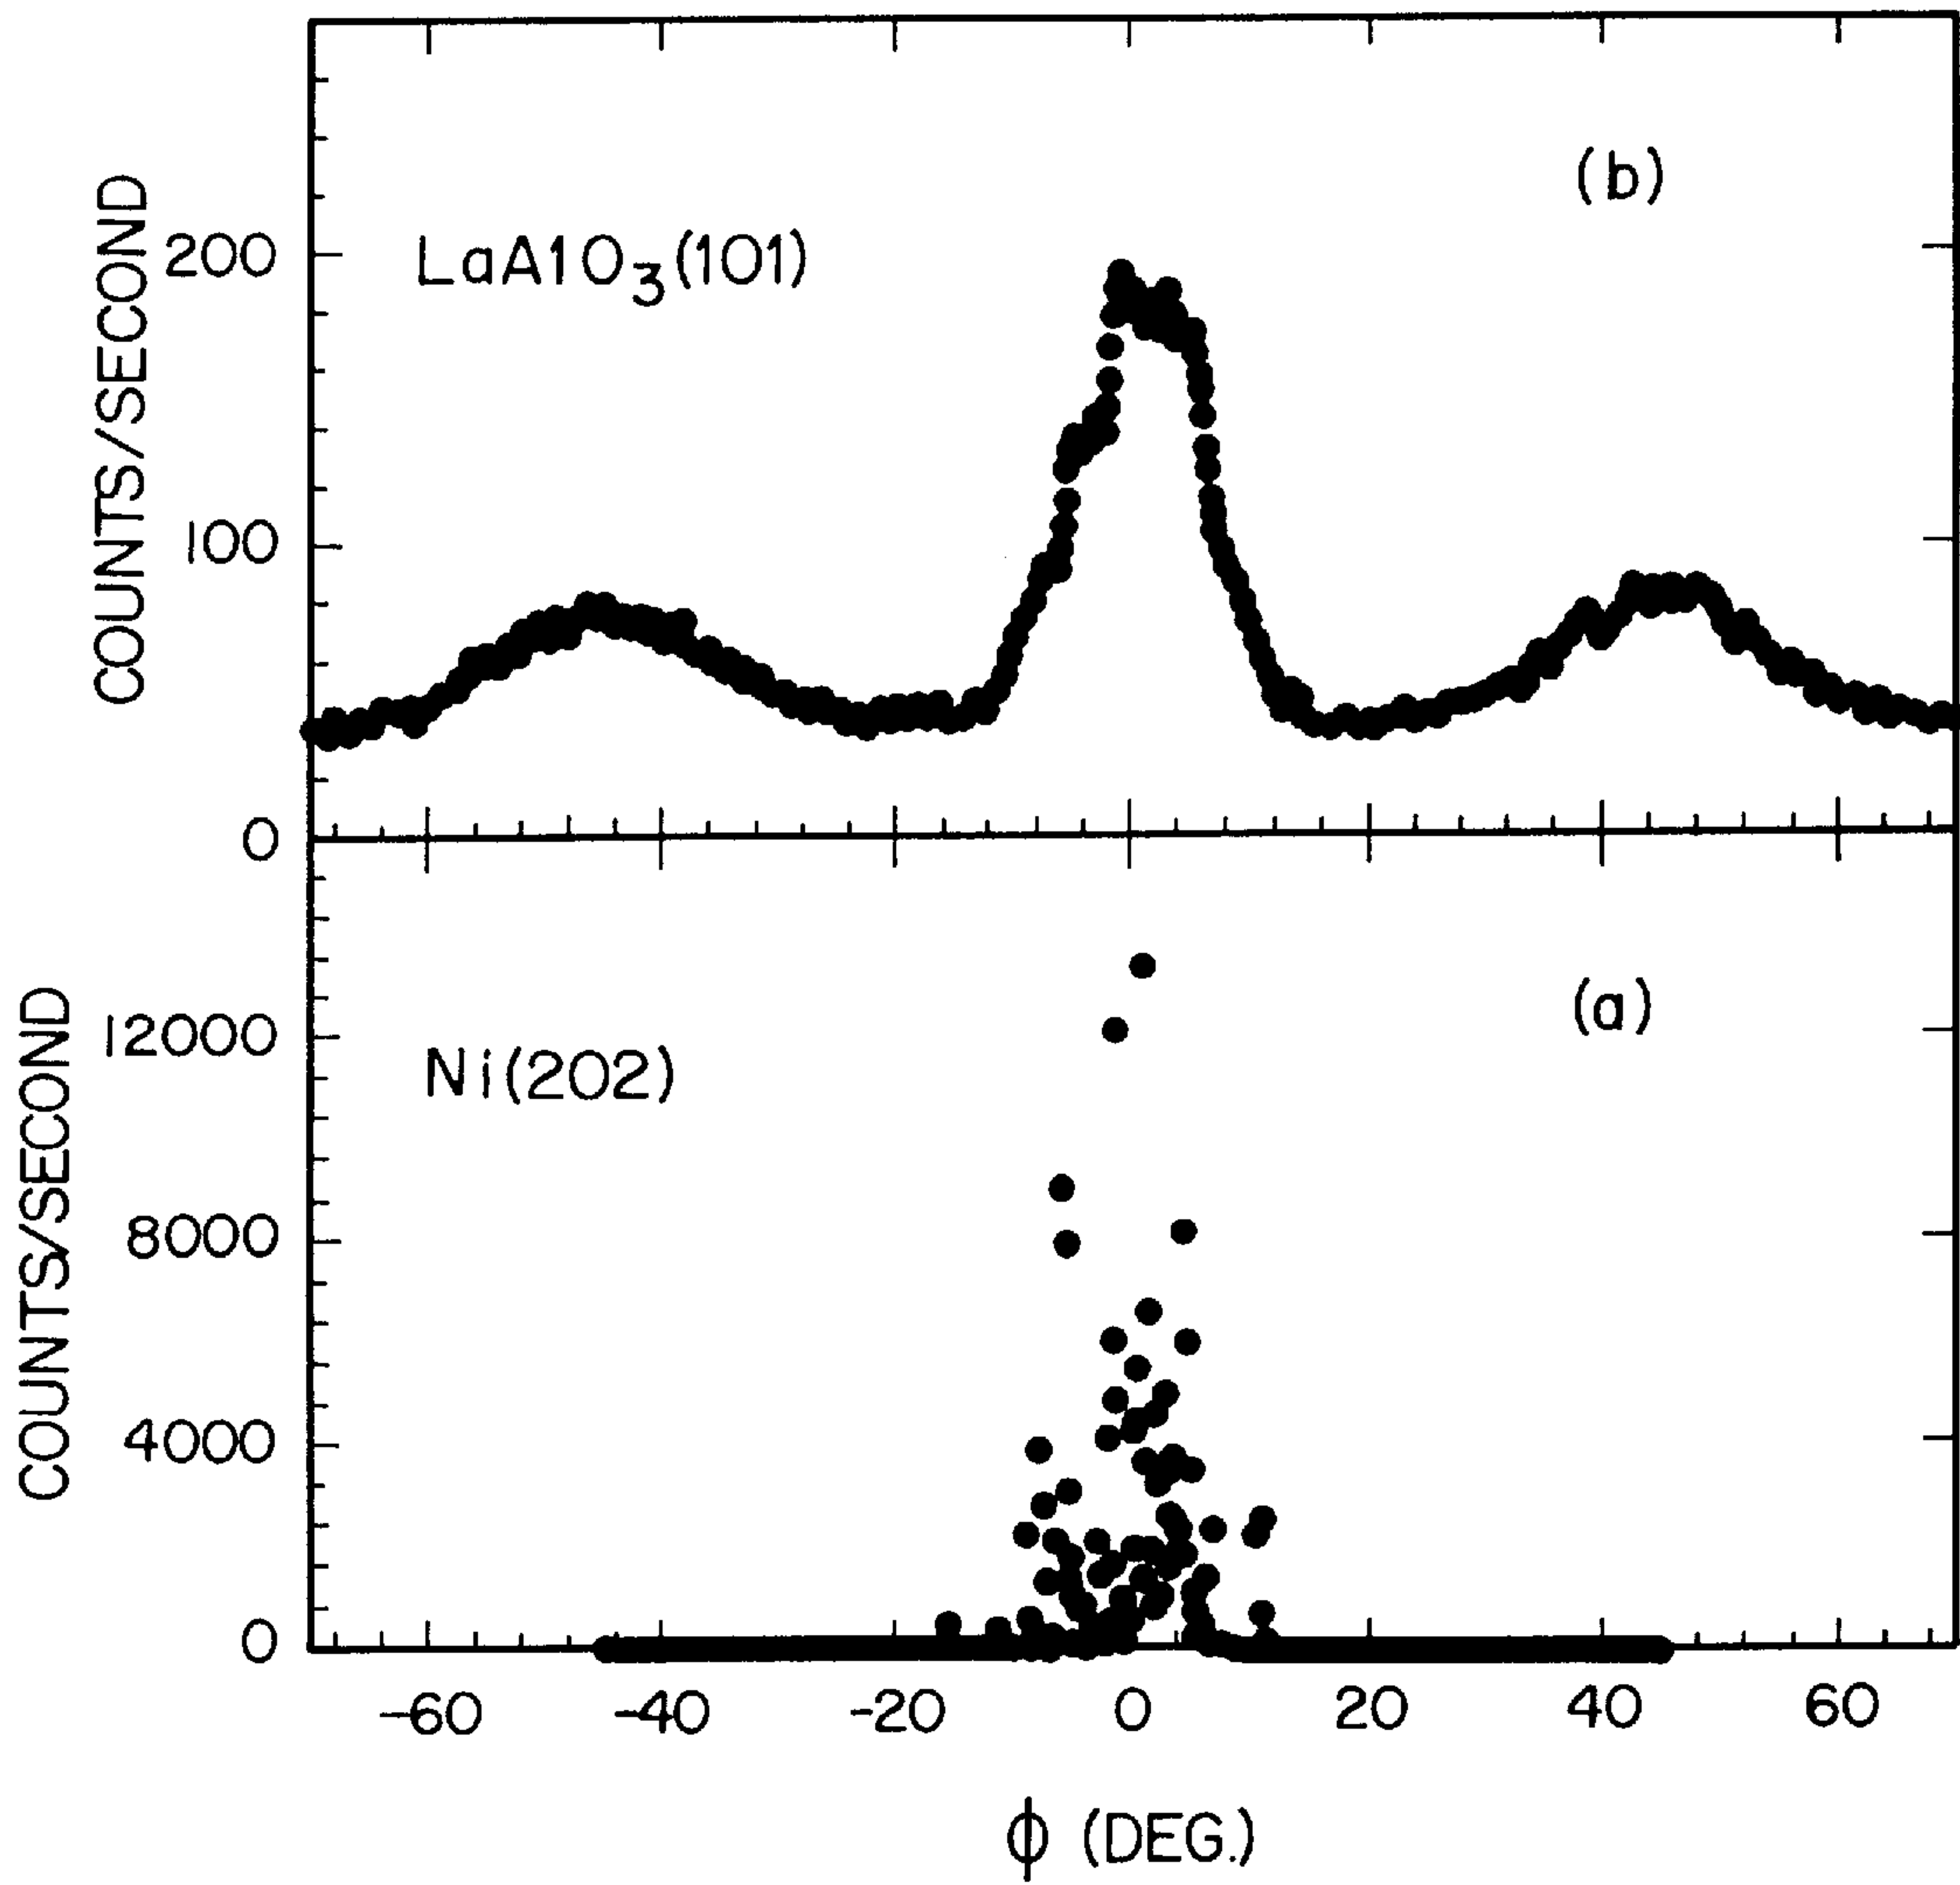 (b)
COUNTS/SECOND
200
LaAlO3(101)
100
0
(a)
COUNTS/SECOND
12000
Ni(202)
8000
4000
0
-60 -40 -20 0 20 40 60
ϕ (DEG.)